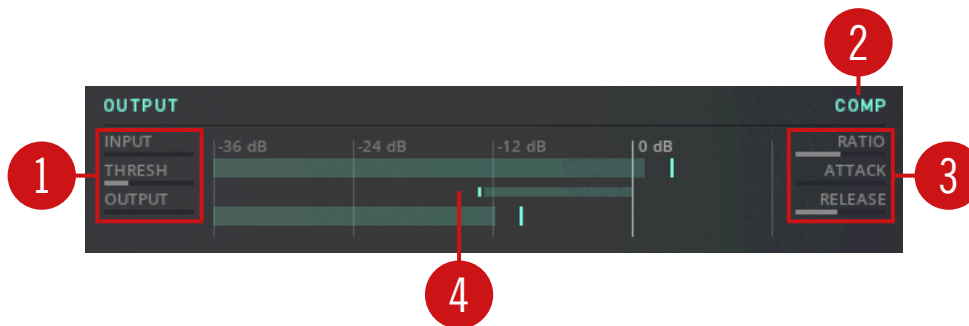 2
OUTPUT COMP
INPUT -36 dB -24 dB -12 dB 0 dB RATIO
1 THRESH ATTACK 3
OUTPUT RELEASE
4